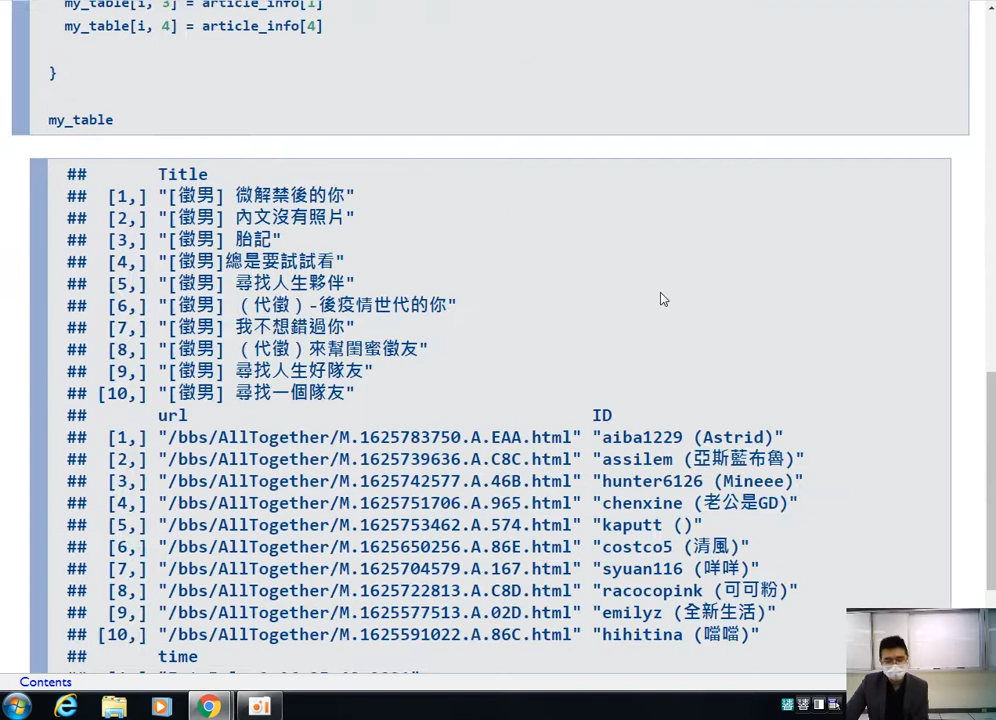 my_table[i, 3] = article_info[1]
my_table[i, 4] = article_info[4]
}
my_table
## Title
## [1,] "[徵男] 微解禁後的你"
## [2,] "[徵男] 內文沒有照片"
## [3,] "[徵男] 胎記"
## [4,] "[徵男]總是要試試看"
## [5,] "[徵男] 尋找人生夥伴"
## [6,] "[徵男] （代徵）-後疫情世代的你"
## [7,] "[徵男] 我不想錯過你"
## [8,] "[徵男] （代徵）來幫閨蜜徵友"
## [9,] "[徵男] 尋找人生好隊友"
## [10,] "[徵男] 尋找一個隊友"
## url ID
## [1,] "/bbs/AllTogether/M.1625783750.A.EAA.html" "aiba1229 (Astrid)"
## [2,] "/bbs/AllTogether/M.1625739636.A.C8C.html" "assilem (亞斯藍布魯)"
## [3,] "/bbs/AllTogether/M.1625742577.A.46B.html" "hunter6126 (Mineee)"
## [4,] "/bbs/AllTogether/M.1625751706.A.965.html" "chenxine (老公是GD)"
## [5,] "/bbs/AllTogether/M.1625753462.A.574.html" "kaputt ()"
## [6,] "/bbs/AllTogether/M.1625650256.A.86E.html" "costco5 (清風)"
## [7,] "/bbs/AllTogether/M.1625704579.A.167.html" "syuan116 (咩咩)"
## [8,] "/bbs/AllTogether/M.1625722813.A.C8D.html" "racocopink (可可粉)"
## [9,] "/bbs/AllTogether/M.1625577513.A.02D.html" "emilyz (全新生活)"
## [10,] "/bbs/AllTogether/M.1625591022.A.86C.html" "hihitina (噹噹)"
## time
Contents